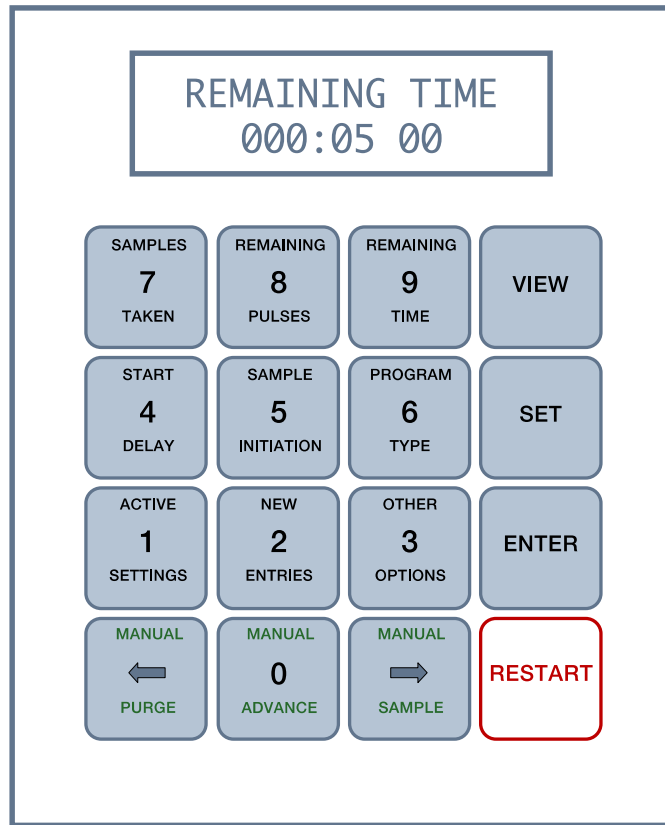 REMAINING TIME
000:05 00
SAMPLES
7
TAKEN
REMAINING
8
PULSES
REMAINING
9
TIME
VIEW
START
4
DELAY
SAMPLE
5
INITIATION
PROGRAM
6
TYPE
SET
ACTIVE
1
SETTINGS
NEW
2
ENTRIES
OTHER
3
OPTIONS
ENTER
MANUAL
PURGE
MANUAL
0
ADVANCE
MANUAL
SAMPLE
RESTART